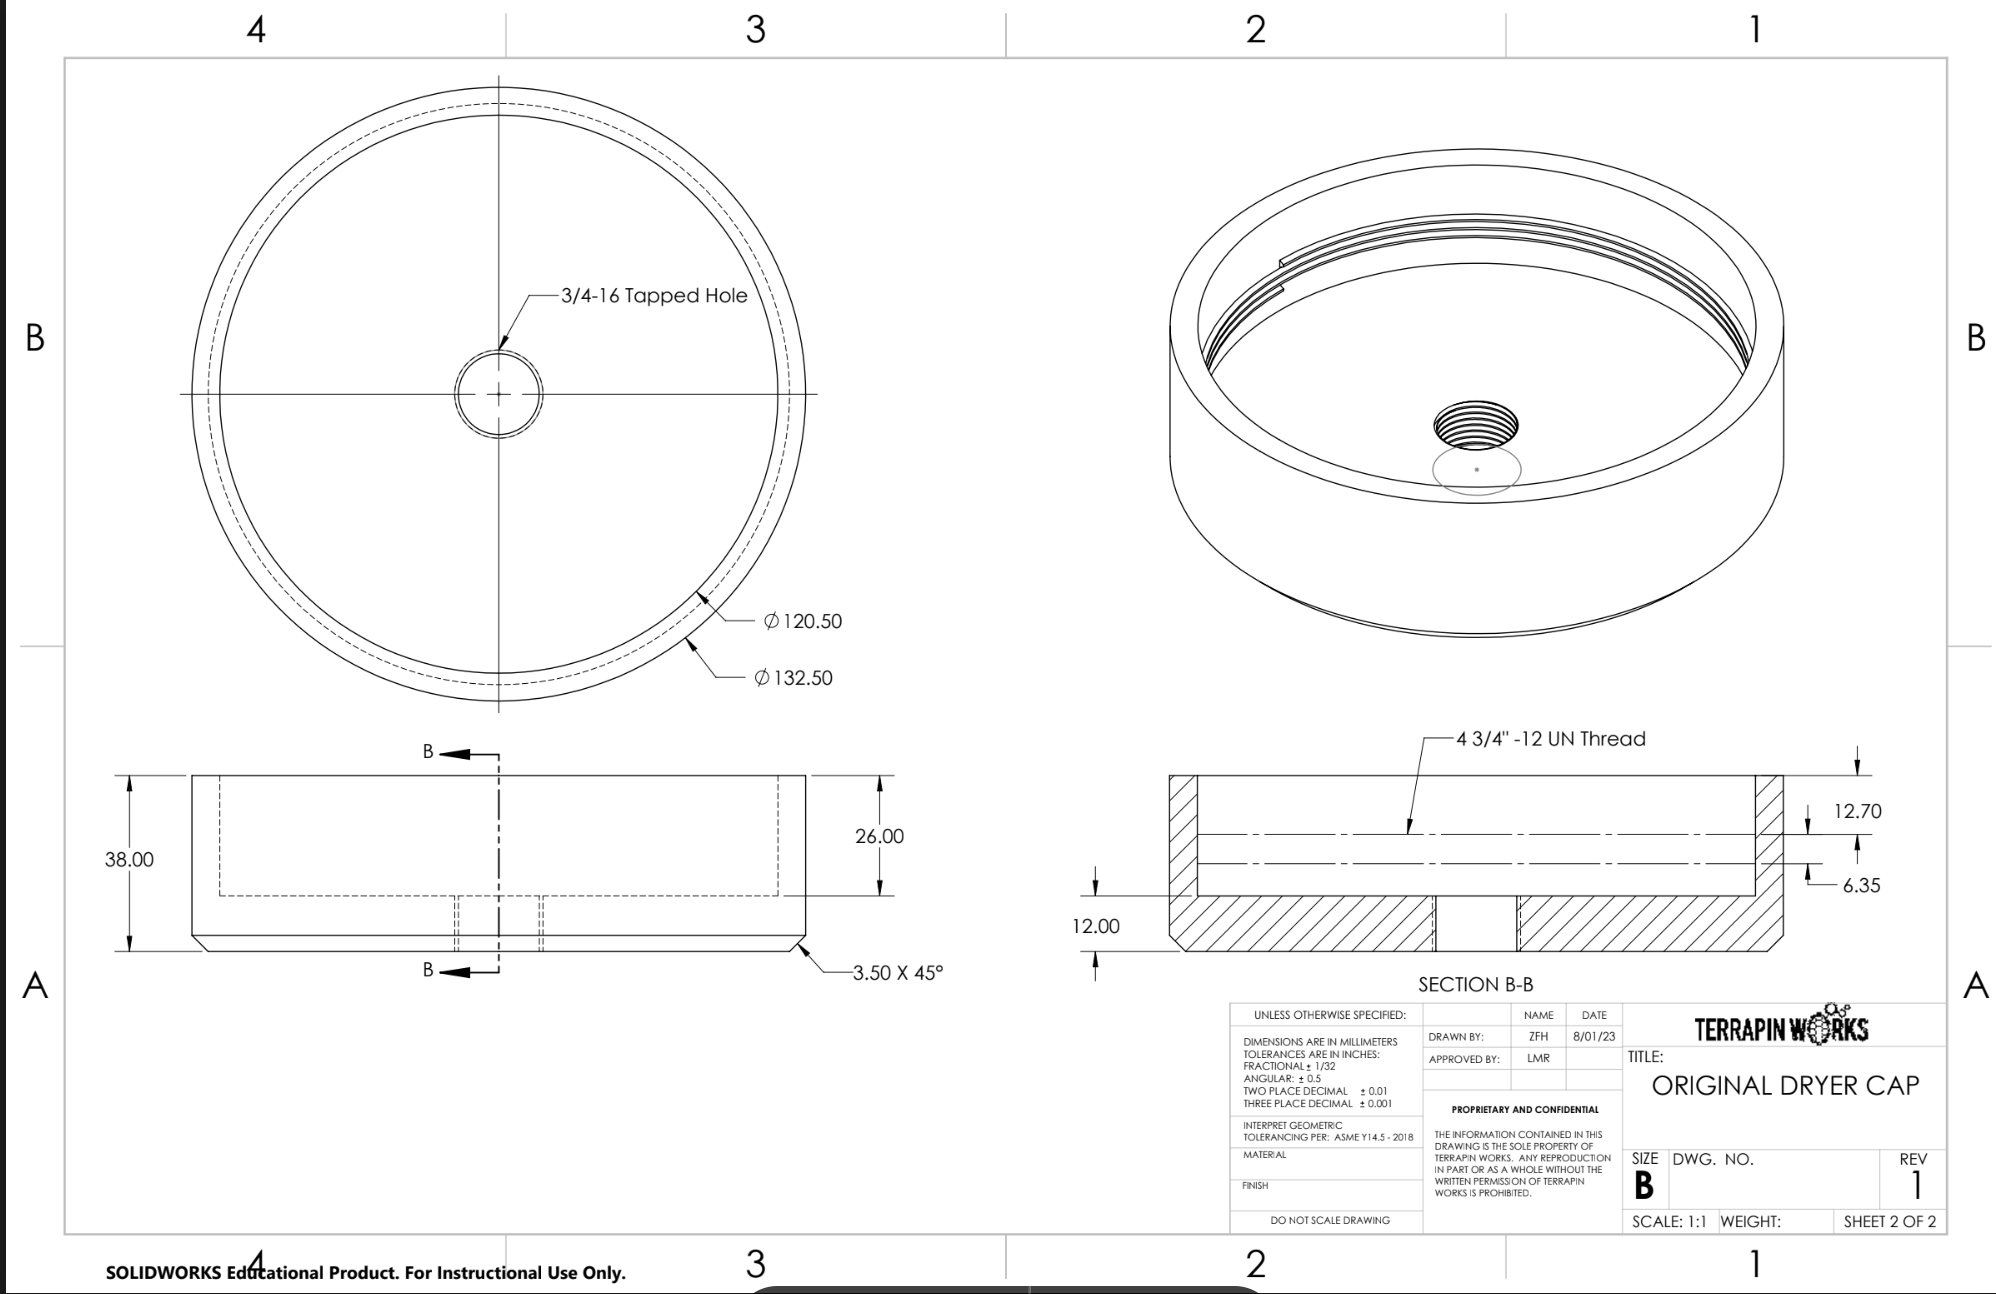 4 3 2 1
B B
A A
3/4-16 Tapped Hole
∅120.50
∅132.50
B
B
38.00
26.00
3.50 X 45°
4 3/4" -12 UN Thread
12.70
6.35
12.00
SECTION B-B
UNLESS OTHERWISE SPECIFIED:
DIMENSIONS ARE IN MILLIMETERS
TOLERANCES ARE IN INCHES:
FRACTIONAL ± 1/32
ANGULAR: ± 0.5
TWO PLACE DECIMAL ± 0.01
THREE PLACE DECIMAL ± 0.001
INTERPRET GEOMETRIC
TOLERANCING PER: ASME Y14.5 - 2018
MATERIAL
FINISH
DO NOT SCALE DRAWING
NAME DATE
DRAWN BY: ZFH 8/01/23
APPROVED BY: LMR
PROPRIETARY AND CONFIDENTIAL
THE INFORMATION CONTAINED IN THIS
DRAWING IS THE SOLE PROPERTY OF
TERRAPIN WORKS. ANY REPRODUCTION
IN PART OR AS A WHOLE WITHOUT THE
WRITTEN PERMISSION OF TERRAPIN
WORKS IS PROHIBITED.
TERRAPIN WORKS
TITLE:
ORIGINAL DRYER CAP
SIZE DWG. NO. REV
B 1
SCALE: 1:1 WEIGHT: SHEET 2 OF 2
4 3 2 1
SOLIDWORKS Educational Product. For Instructional Use Only.